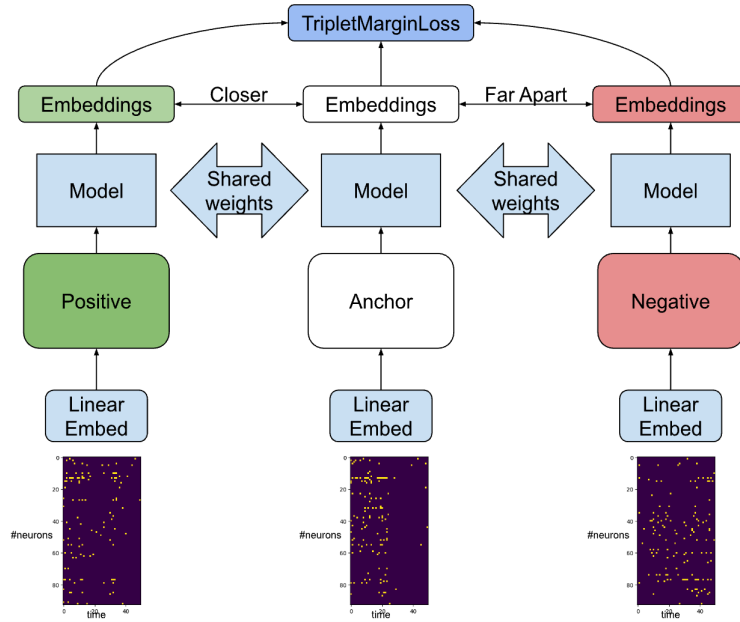 TripletMarginLoss
Embeddings
Closer
Embeddings
Far Apart
Embeddings
Model
Shared
weights
Model
Shared
weights
Model
Positive
Anchor
Negative
Linear
Embed
Linear
Embed
Linear
Embed
0
20
40
60
80
#neurons
0
20
40
time
0
20
40
60
80
#neurons
0
20
40
time
0
20
40
60
80
#neurons
0
20
40
time